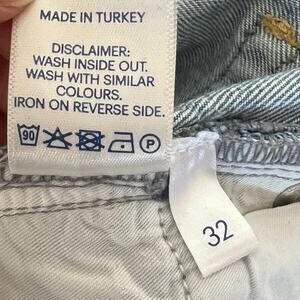 MADE IN TURKEY
DISCLAIMER:
WASH INSIDE OUT.
WASH WITH SIMILAR
COLOURS.
IRON ON REVERSE SIDE.
90 P
32